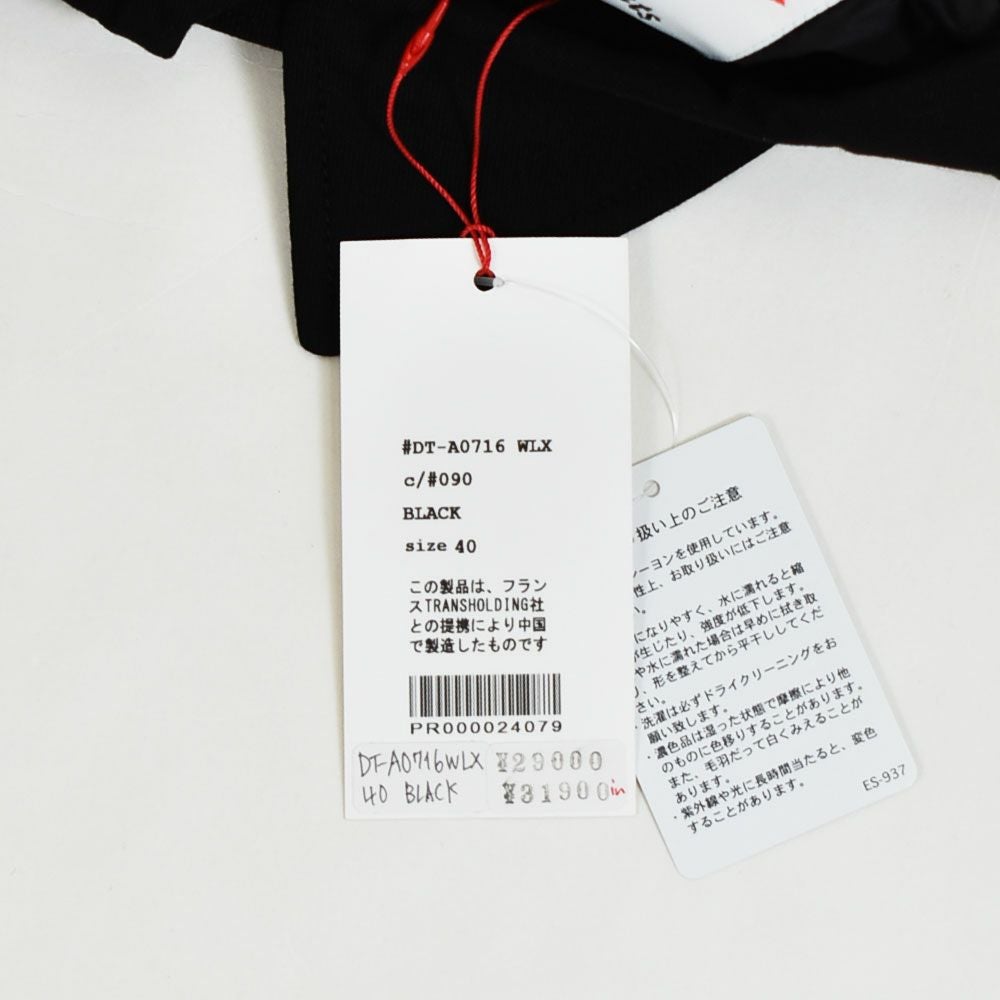 #DT-A0716 WLX
c/#090
BLACK
size 40
この製品は、フラン
スTRANSHOLDING社
との提携により中国
で製造したものです
PR000024079
DT-A0716WLX
40 BLACK
¥29000
¥31900in
扱い上のご注意
ーヨンを使用しています。
性上、お取り扱いにはご注意
い。
になりやすく、水に濡れると縮
が生じたり、強度が低下します。
や水に濡れた場合は早めに拭き取
り、形を整えてから平干ししてくだ
さい。
・洗濯は必ずドライクリーニングをお
願い致します。
・濃色品は湿った状態で摩擦により他
のものに色移りすることがあります。
また、毛羽だって白くみえることが
あります。
・紫外線や光に長時間当たると、変色
することがあります。
ES-937